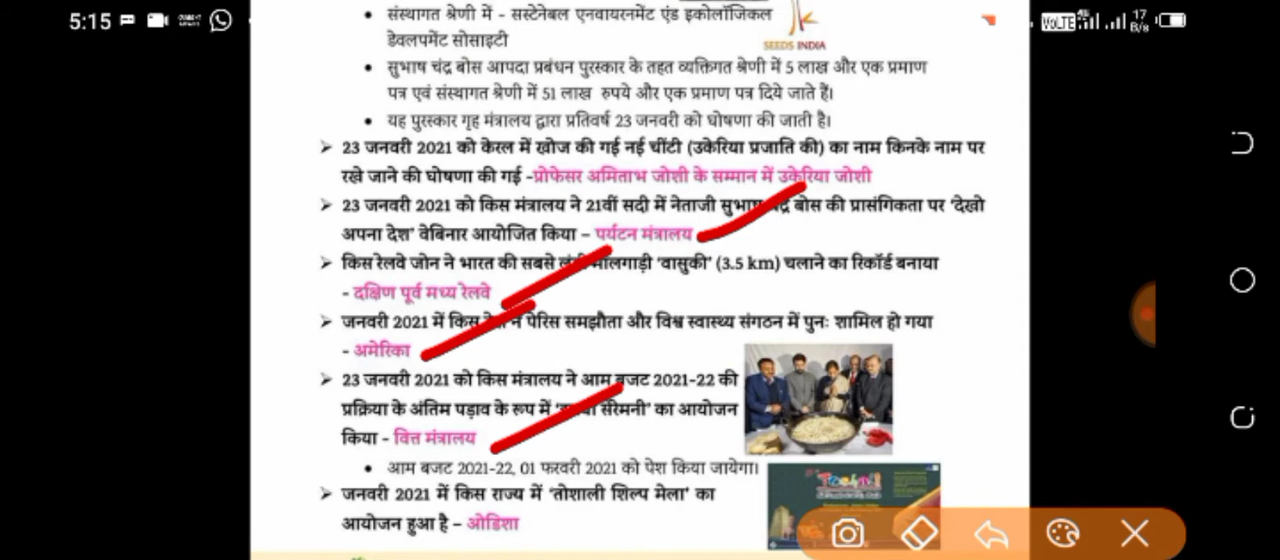 5:15
VoLTE 4G 17 B/s
संस्थागत श्रेणी में - सस्टेनेबल एनवायरनमेंट एंड इकोलॉजिकल
डेवलपमेंट सोसाइटी
SEEDS INDIA
सुभाष चंद्र बोस आपदा प्रबंधन पुरस्कार के तहत व्यक्तिगत श्रेणी में 5 लाख और एक प्रमाण
पत्र एवं संस्थागत श्रेणी में 51 लाख रुपये और एक प्रमाण पत्र दिये जाते हैं।
यह पुरस्कार गृह मंत्रालय द्वारा प्रतिवर्ष 23 जनवरी को घोषणा की जाती है।
23 जनवरी 2021 को केरल में खोज की गई नई चींटी (उकेरिया प्रजाति की) का नाम किनके नाम पर
रखे जाने की घोषणा की गई -प्रोफेसर अमिताभ जोशी के सम्मान में उकेरिया जोशी
23 जनवरी 2021 को किस मंत्रालय ने 21वीं सदी में नेताजी सुभाष चंद्र बोस की प्रासंगिकता पर 'देखो
अपना देश' वेबिनार आयोजित किया – पर्यटन मंत्रालय
किस रेलवे जोन ने भारत की सबसे लंबी मालगाड़ी 'वासुकी' (3.5 km) चलाने का रिकॉर्ड बनाया
- दक्षिण पूर्व मध्य रेलवे
जनवरी 2021 में किस देश ने पेरिस समझौता और विश्व स्वास्थ्य संगठन में पुनः शामिल हो गया
- अमेरिका
23 जनवरी 2021 को किस मंत्रालय ने आम बजट 2021-22 की
प्रक्रिया के अंतिम पड़ाव के रूप में सेरेमनी' का आयोजन
किया - वित्त मंत्रालय
आम बजट 2021-22, 01 फरवरी 2021 को पेश किया जायेगा।
जनवरी 2021 में किस राज्य में 'तोशाली शिल्प मेला' का
आयोजन हुआ है – ओडिशा